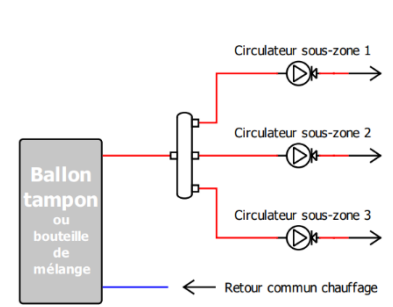 Circulateur sous-zone 1
Circulateur sous-zone 2
Ballon
tampon
ou
bouteille
de
mélange
Circulateur sous-zone 3
Retour commun chauffage